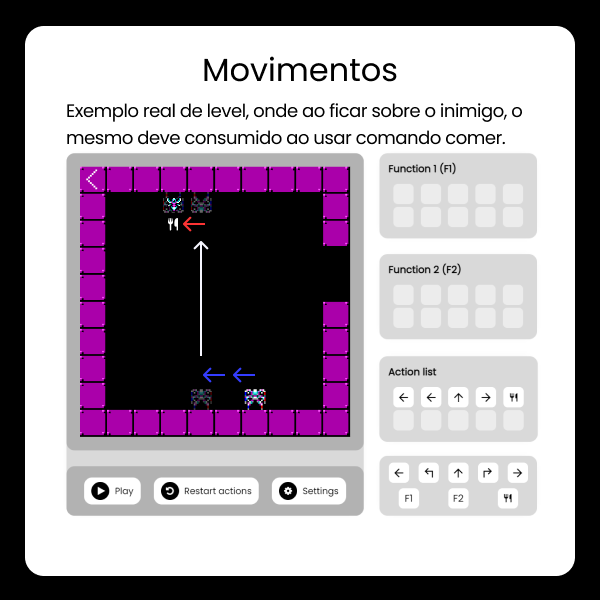 Movimentos
Exemplo real de level, onde ao ficar sobre o inimigo, o
mesmo deve consumido ao usar comando comer.
Function 1 (F1)
Function 2 (F2)
Action list
Play
Restart actions
Settings
F1
F2